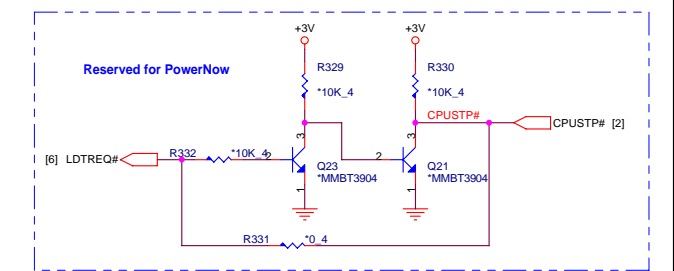 +3V
+3V
Reserved for PowerNow
R329
R330
*10K_4
*10K_4
CPUSTP#
CPUSTP# [2]
3
3
[6] LDTREQ#
R332
*10K_4
2
2
Q23
Q21
*MMBT3904
*MMBT3904
1
1
R331
*0_4